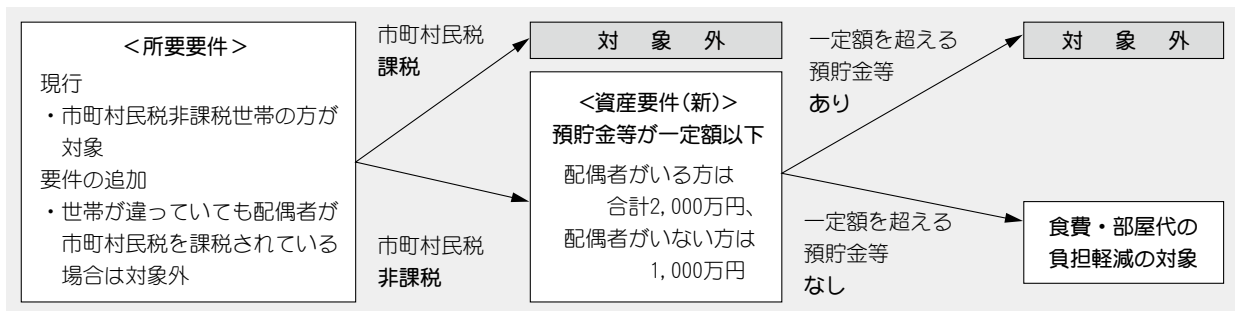 <所要要件>
現行
・市町村民税非課税世帯の方が
対象
要件の追加
・世帯が違っていても配偶者が
市町村民税を課税されている
場合は対象外
市町村民税
課税
市町村民税
非課税
対象外
<資産要件(新)>
預貯金等が一定額以下
配偶者がいる方は
合計2,000万円、
配偶者がいない方は
1,000万円
一定額を超える
預貯金等
あり
一定額を超える
預貯金等
なし
対象外
食費・部屋代の
負担軽減の対象